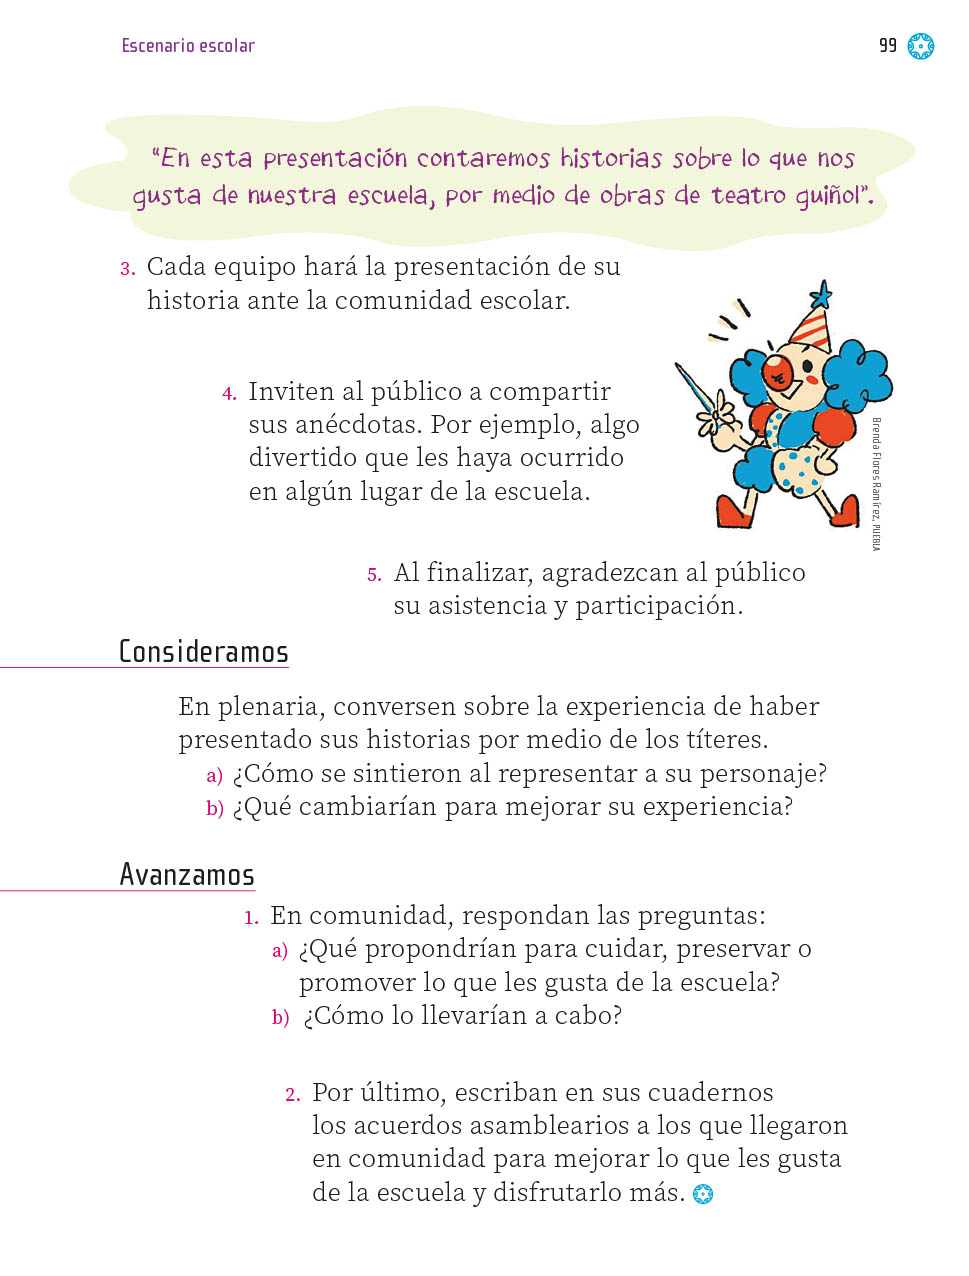 Escenario escolar
99
“En esta presentación contaremos historias sobre lo que nos
gusta de nuestra escuela, por medio de obras de teatro guiñol”.
3. Cada equipo hará la presentación de su
historia ante la comunidad escolar.
4. Inviten al público a compartir
sus anécdotas. Por ejemplo, algo
divertido que les haya ocurrido
en algún lugar de la escuela.
Brenda Flores Ramírez, PUEBLA
5. Al finalizar, agradezcan al público
su asistencia y participación.
Consideramos
En plenaria, conversen sobre la experiencia de haber
presentado sus historias por medio de los títeres.
a) ¿Cómo se sintieron al representar a su personaje?
b) ¿Qué cambiarían para mejorar su experiencia?
Avanzamos
1. En comunidad, respondan las preguntas:
a) ¿Qué propondrían para cuidar, preservar o
promover lo que les gusta de la escuela?
b) ¿Cómo lo llevarían a cabo?
2. Por último, escriban en sus cuadernos
los acuerdos asamblearios a los que llegaron
en comunidad para mejorar lo que les gusta
de la escuela y disfrutarlo más.